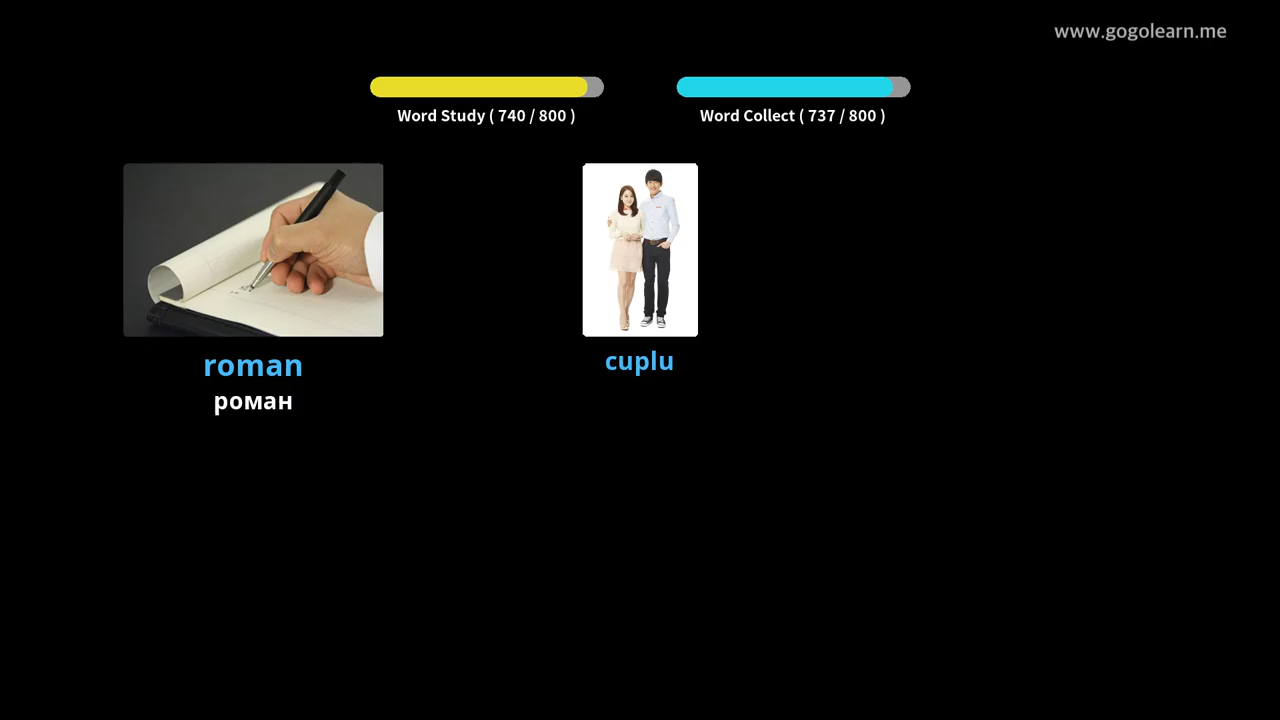 www.gogolearn.me
Word Study ( 740 / 800 )
Word Collect ( 737 / 800 )
roman
роман
cuplu